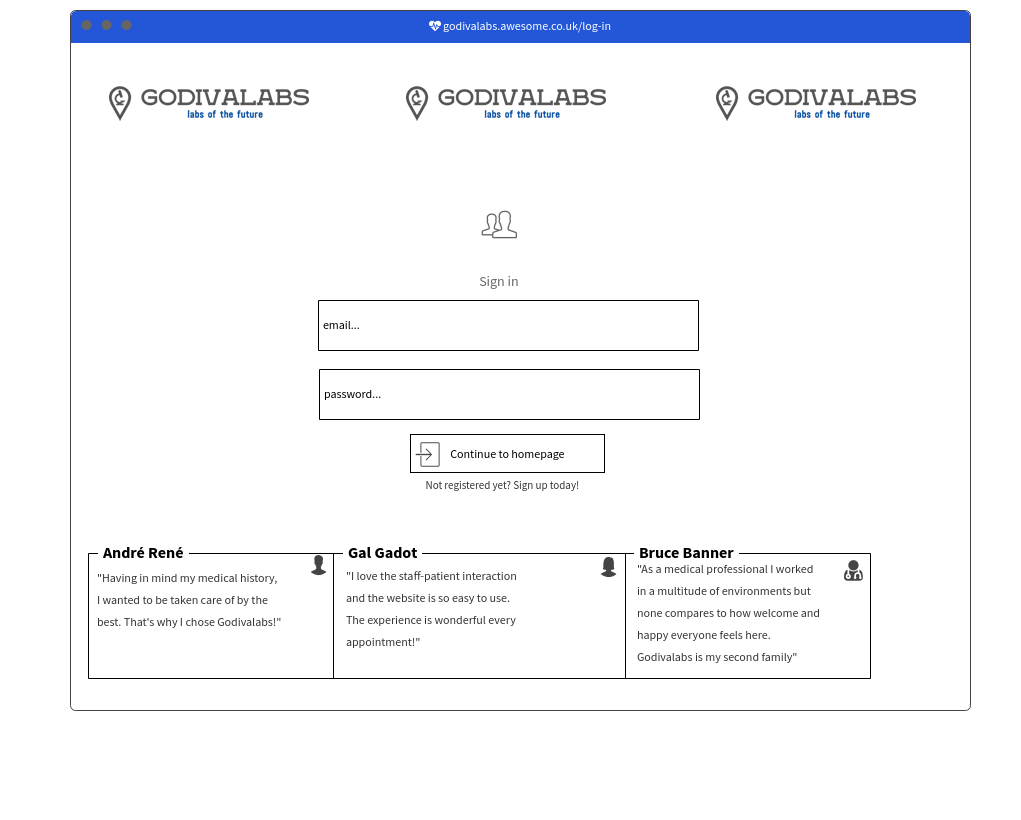 godivalabs.awesome.co.uk/log-in
GODIVALABS
labs of the future
GODIVALABS
labs of the future
GODIVALABS
labs of the future
Sign in
email...
password...
Continue to homepage
Not registered yet? Sign up today!
André René
"Having in mind my medical history,
I wanted to be taken care of by the
best. That's why I chose Godivalabs!"
Gal Gadot
"I love the staff-patient interaction
and the website is so easy to use.
The experience is wonderful every
appointment!"
Bruce Banner
"As a medical professional I worked
in a multitude of environments but
none compares to how welcome and
happy everyone feels here.
Godivalabs is my second family"